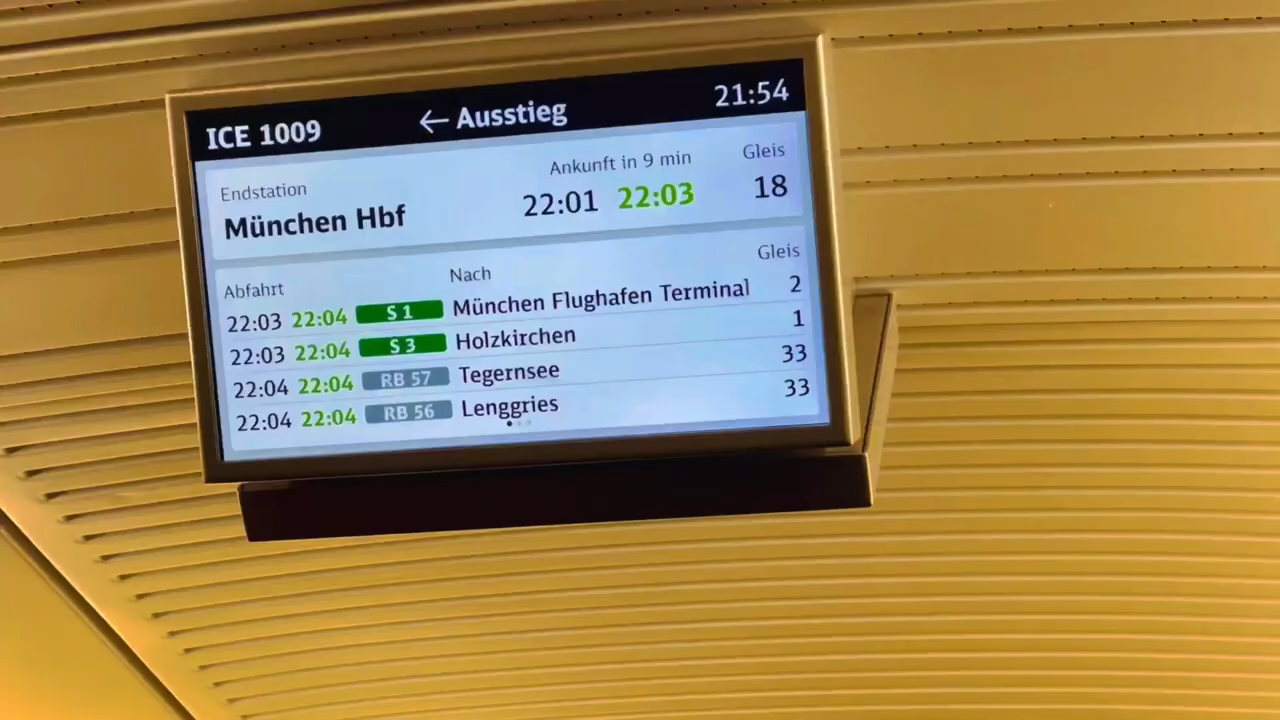 ICE 1009 ← Ausstieg 21:54
Ankunft in 9 min Gleis
Endstation
München Hbf 22:01 22:03 18
Gleis
Abfahrt Nach
22:03 22:04 S 1 München Flughafen Terminal 2
22:03 22:04 S 3 Holzkirchen 1
22:04 22:04 RB 57 Tegernsee 33
22:04 22:04 RB 56 Lenggries 33